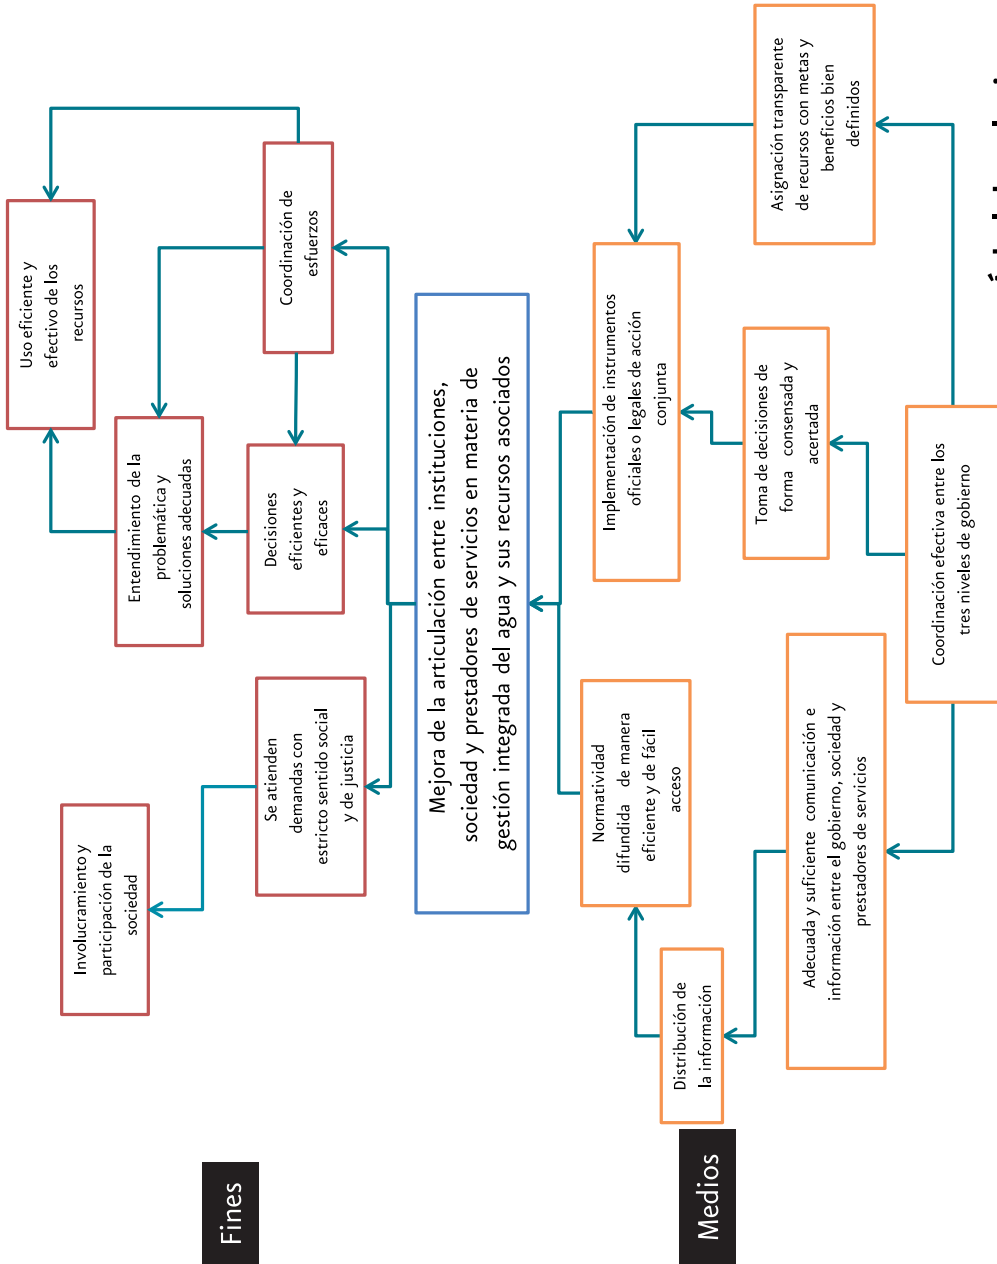 Fines
Involucramiento y
participación de la
sociedad
Uso eficiente y
efectivo de los
recursos
Entendimiento de la
problemática y
soluciones adecuadas
Se atienden
demandas con
estricto sentido social
y de justicia
Decisiones
eficientes y
eficaces
Coordinación de
esfuerzos
Mejora de la articulación entre instituciones,
sociedad y prestadores de servicios en materia de
gestión integrada del agua y sus recursos asociados
Medios
Normatividad
difundida de manera
eficiente y de fácil
acceso
Implementación de instrumentos
oficiales o legales de acción
conjunta
Distribución de
la información
Toma de decisiones de
forma consensada y
acertada
Asignación transparente
de recursos con metas y
beneficios bien
definidos
Adecuada y suficiente comunicación e
información entre el gobierno, sociedad y
prestadores de servicios
Coordinación efectiva entre los
tres niveles de gobierno